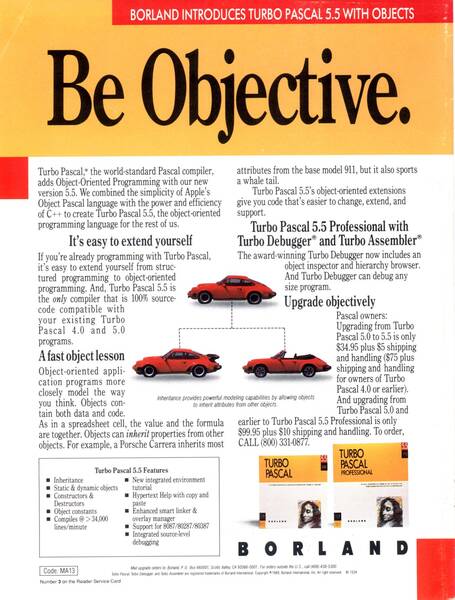 BORLAND INTRODUCES TURBO PASCAL 5.5 WITH OBJECTS
Be Objective.
Turbo Pascal,® the world-standard Pascal compiler,
adds Object-Oriented Programming with our new
version 5.5. We combined the simplicity of Apple's
Object Pascal language with the power and efficiency
of C++ to create Turbo Pascal 5.5, the object-oriented
programming language for the rest of us.
It's easy to extend yourself
If you're already programming with Turbo Pascal,
it's easy to extend yourself from struc-
tured programming to object-oriented
programming. And, Turbo Pascal 5.5 is
the only compiler that is 100% source-
code compatible with
your existing Turbo
Pascal 4.0 and 5.0
programs.
A fast object lesson
Object-oriented appli-
cation programs more
closely model the way
you think. Objects con-
tain both data and code.
As in a spreadsheet cell, the value and the formula
are together. Objects can inherit properties from other
objects. For example, a Porsche Carrera inherits most
attributes from the base model 911, but it also sports
a whale tail.
Turbo Pascal 5.5's object-oriented extensions
give you code that's easier to change, extend, and
support.
Turbo Pascal 5.5 Professional with
Turbo Debugger® and Turbo Assembler®
The award-winning Turbo Debugger now includes an
object inspector and hierarchy browser.
And Turbo Debugger can debug any
size program.
Upgrade objectively
Pascal owners:
Upgrading from Turbo
Pascal 5.0 to 5.5 is only
$34.95 plus $5 shipping
and handling ($75 plus
shipping and handling
for owners of Turbo
Pascal 4.0 or earlier).
And upgrading from
Turbo Pascal 5.0 and
earlier to Turbo Pascal 5.5 Professional is only
$99.95 plus $10 shipping and handling. To order,
CALL (800) 331-0877.
Inheritance provides powerful modeling capabilities by allowing objects
to inherit attributes from other objects.
Turbo Pascal 5.5 Features
■ Inheritance
■ Static & dynamic objects
■ Constructors &
Destructors
■ Object constants
■ Compiles @ > 34,000
lines/minute
■ New integrated environment
tutorial
■ Hypertext Help with copy and
paste
■ Enhanced smart linker &
overlay manager
■ Support for 8087/80287/80387
■ Integrated source-level
debugging
TURBO
PASCAL
5.5
BORLAND
TURBO
PASCAL
PROFESSIONAL
5.5
BORLAND
BORLAND
Code: MA13
Number 3 on the Reader Service Card